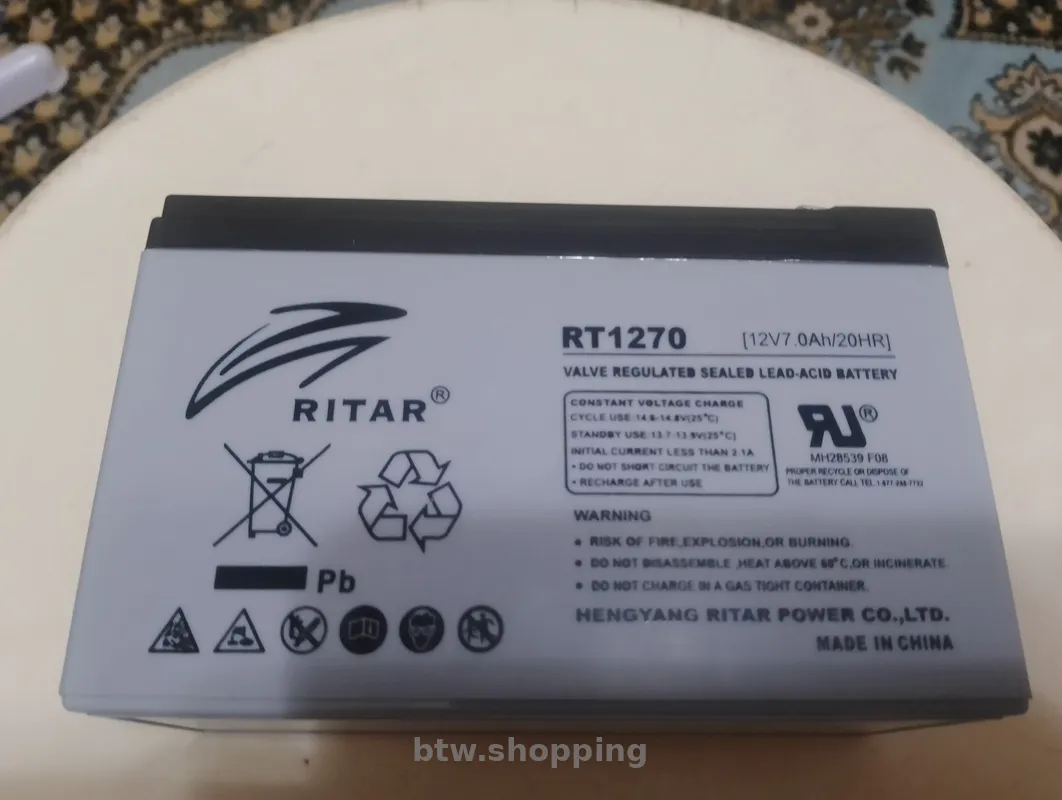 RITAR®
Pb
RT1270 [12V7.0Ah/20HR]
VALVE REGULATED SEALED LEAD-ACID BATTERY
CONSTANT VOLTAGE CHARGE
CYCLE USE:14.6-14.8V(25°C)
STANDBY USE:13.7-13.9V(25°C)
INITIAL CURRENT LESS THAN 2.1A
• DO NOT SHORT CIRCUIT THE BATTERY
• RECHARGE AFTER USE
RU®
MH28539 F08
PROPER RECYCLE OR DISPOSE OF
THE BATTERY CALL TEL.
WARNING
• RISK OF FIRE,EXPLOSION,OR BURNING.
• DO NOT DISASSEMBLE ,HEAT ABOVE 60°C,OR INCINERATE.
• DO NOT CHARGE IN A GAS TIGHT CONTAINER.
HENGYANG RITAR POWER CO.,LTD.
MADE IN CHINA
btw.shopping